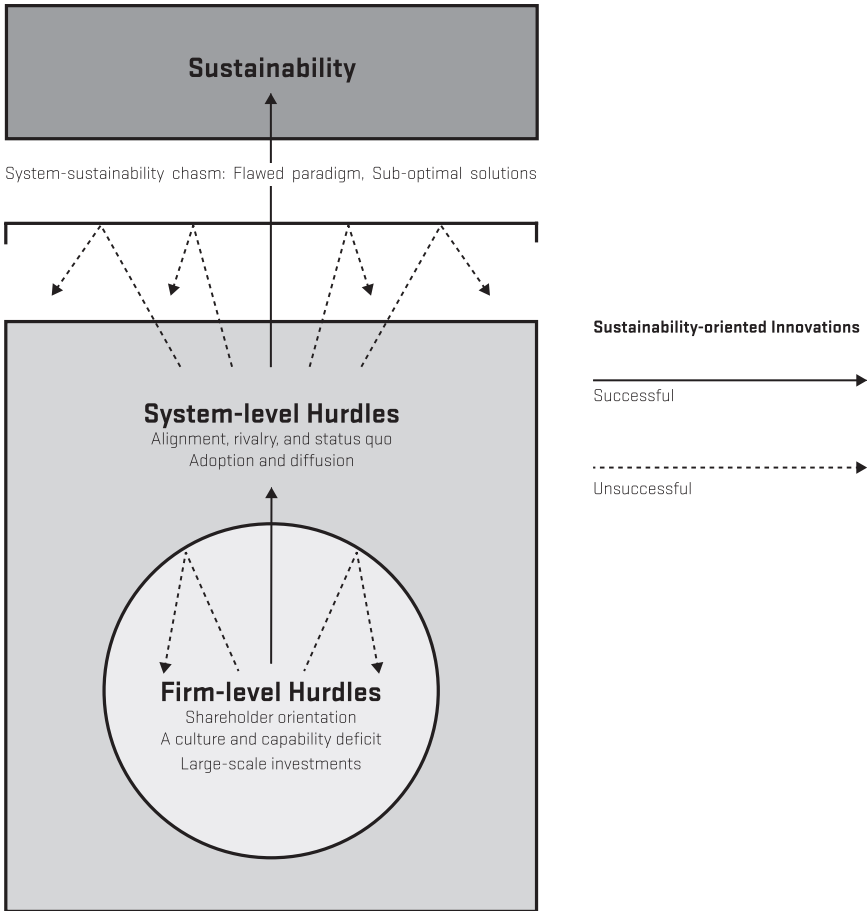 Sustainability
System-sustainability chasm: Flawed paradigm, Sub-optimal solutions
Sustainability-oriented Innovations
Successful
Unsuccessful
System-level Hurdles
Alignment, rivalry, and status quo
Adoption and diffusion
Firm-level Hurdles
Shareholder orientation
A culture and capability deficit
Large-scale investments